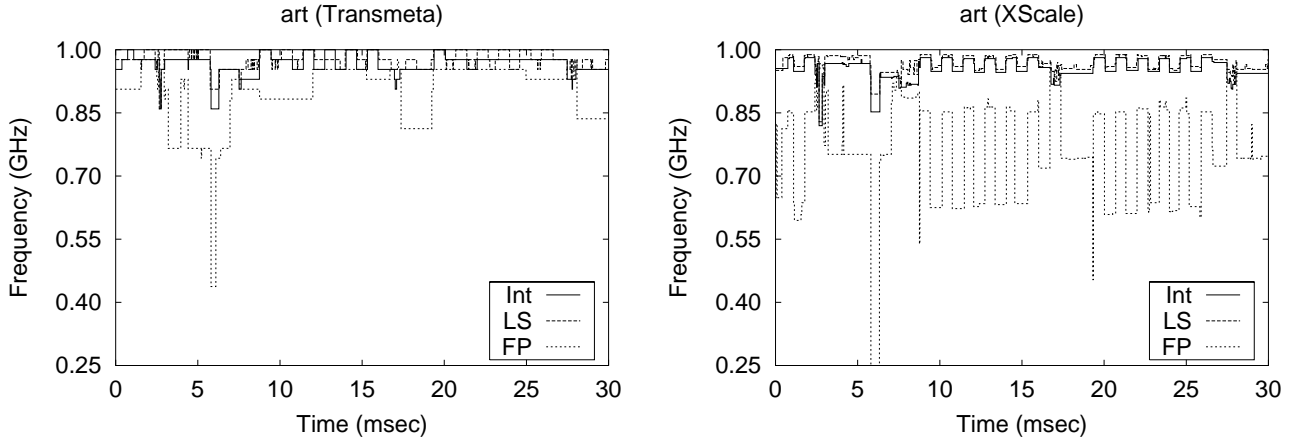 art (Transmeta)
1.00
0.85
0.70
0.55
0.40
0.25
Frequency (GHz)
Int
LS
FP
0 5 10 15 20 25 30
Time (msec)
art (XScale)
1.00
0.85
0.70
0.55
0.40
0.25
Frequency (GHz)
Int
LS
FP
0 5 10 15 20 25 30
Time (msec)